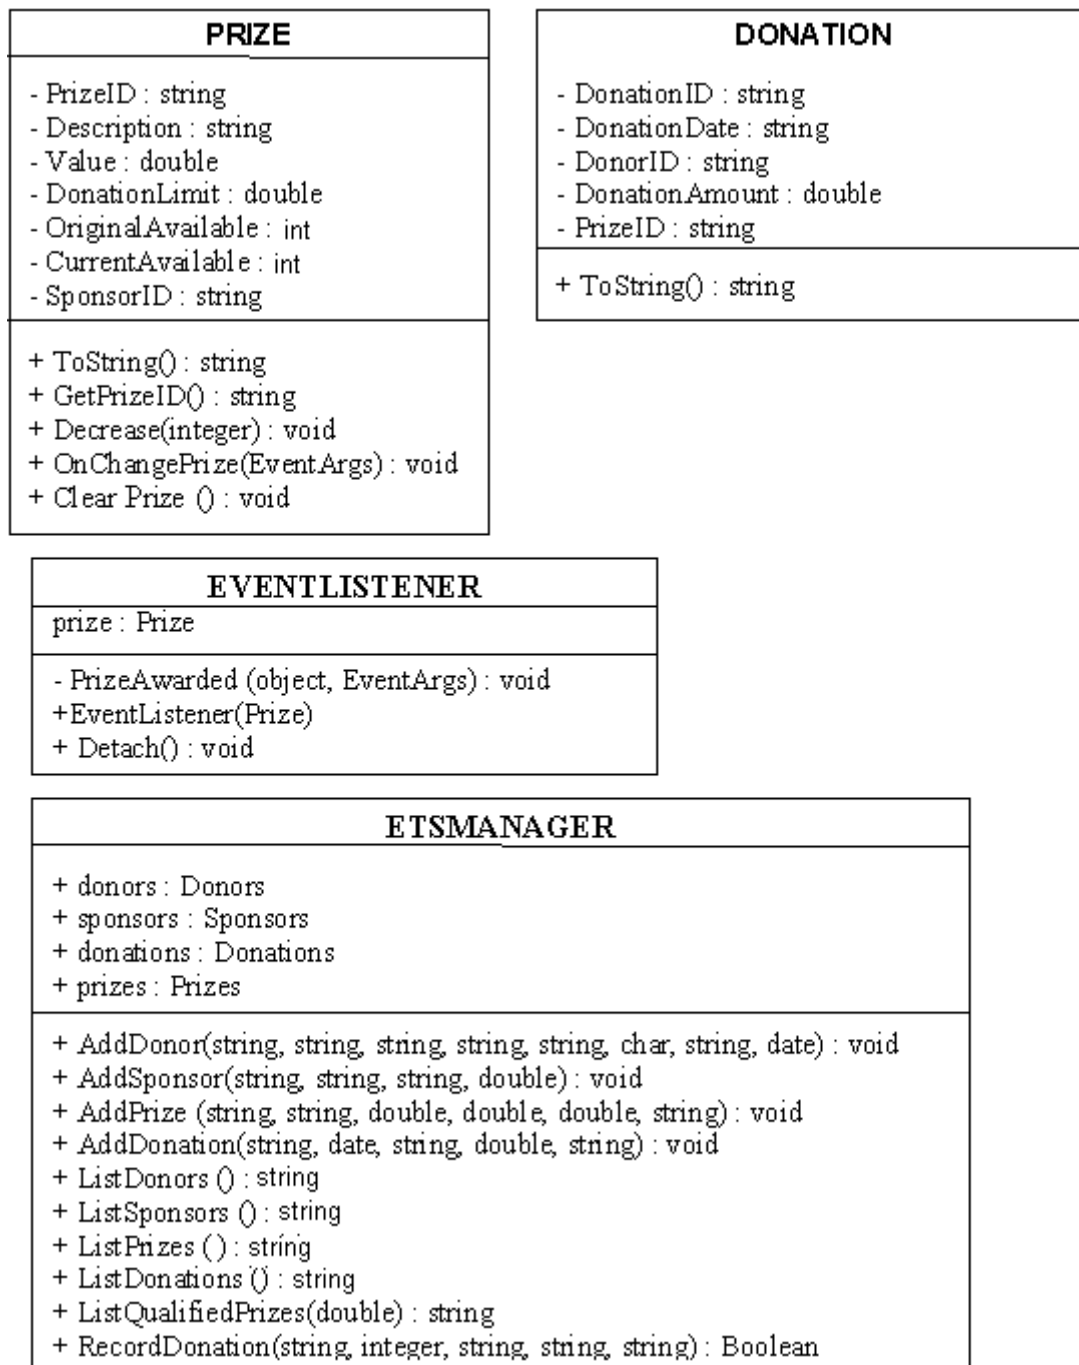 PRIZE
- PrizeID : string
- Description : string
- Value : double
- DonationLimit : double
- OriginalAvailable : int
- CurrentAvailable : int
- SponsorID : string
+ ToString() : string
+ GetPrizeID() : string
+ Decrease(integer) : void
+ OnChangePrize(EventArgs) : void
+ Clear Prize () : void
DONATION
- DonationID : string
- DonationDate : string
- DonorID : string
- DonationAmount : double
- PrizeID : string
+ ToString() : string
EVENTLISTENER
prize : Prize
- PrizeAwarded (object, EventArgs) : void
+EventListener(Prize)
+ Detach() : void
ETSMANAGER
+ donors : Donors
+ sponsors : Sponsors
+ donations : Donations
+ prizes : Prizes
+ AddDonor(string, string, string, string, string, char, string, date) : void
+ AddSponsor(string, string, string, double) : void
+ AddPrize (string, string, double, double, double, string) : void
+ AddDonation(string, date, string, double, string) : void
+ ListDonors () : string
+ ListSponsors () : string
+ ListPrizes ( ) : string
+ ListDonations () : string
+ ListQualifiedPrizes(double) : string
+ RecordDonation(string, integer, string, string, string) : Boolean